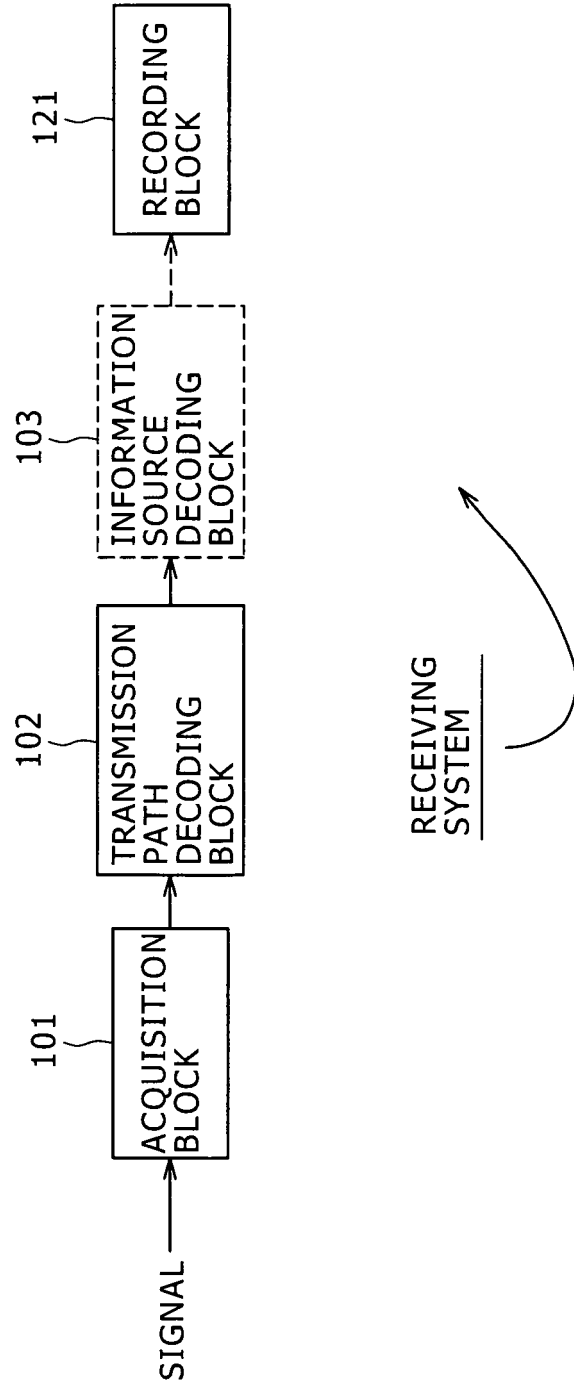 SIGNAL
101
ACQUISITION
BLOCK
102
TRANSMISSION
PATH
DECODING
BLOCK
103
INFORMATION
SOURCE
DECODING
BLOCK
121
RECORDING
BLOCK
RECEIVING
SYSTEM